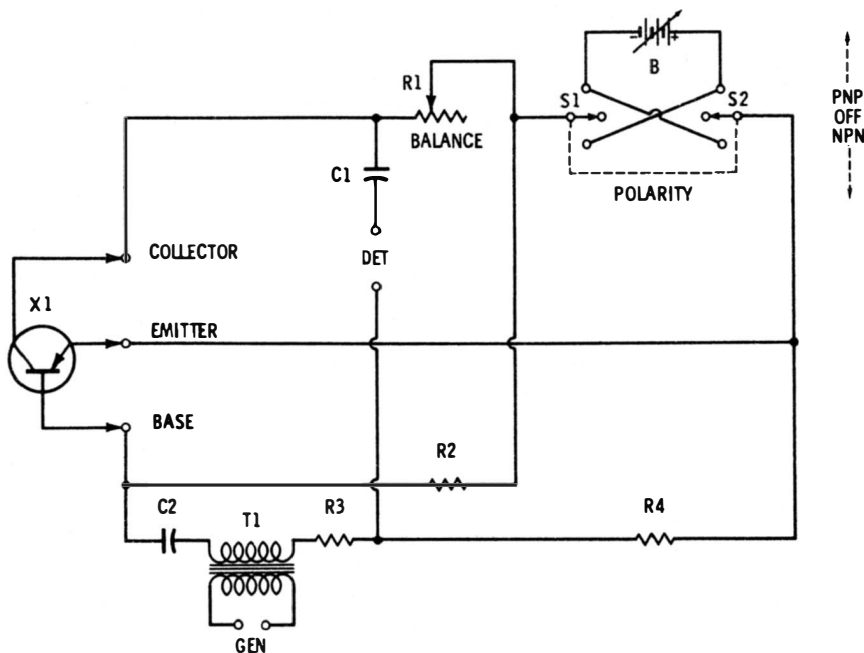 B
- +
R1
S1
S2
PNP
OFF
NPN
BALANCE
C1
POLARITY
COLLECTOR
DET
X1
EMITTER
BASE
R2
C2
T1
R3
R4
GEN